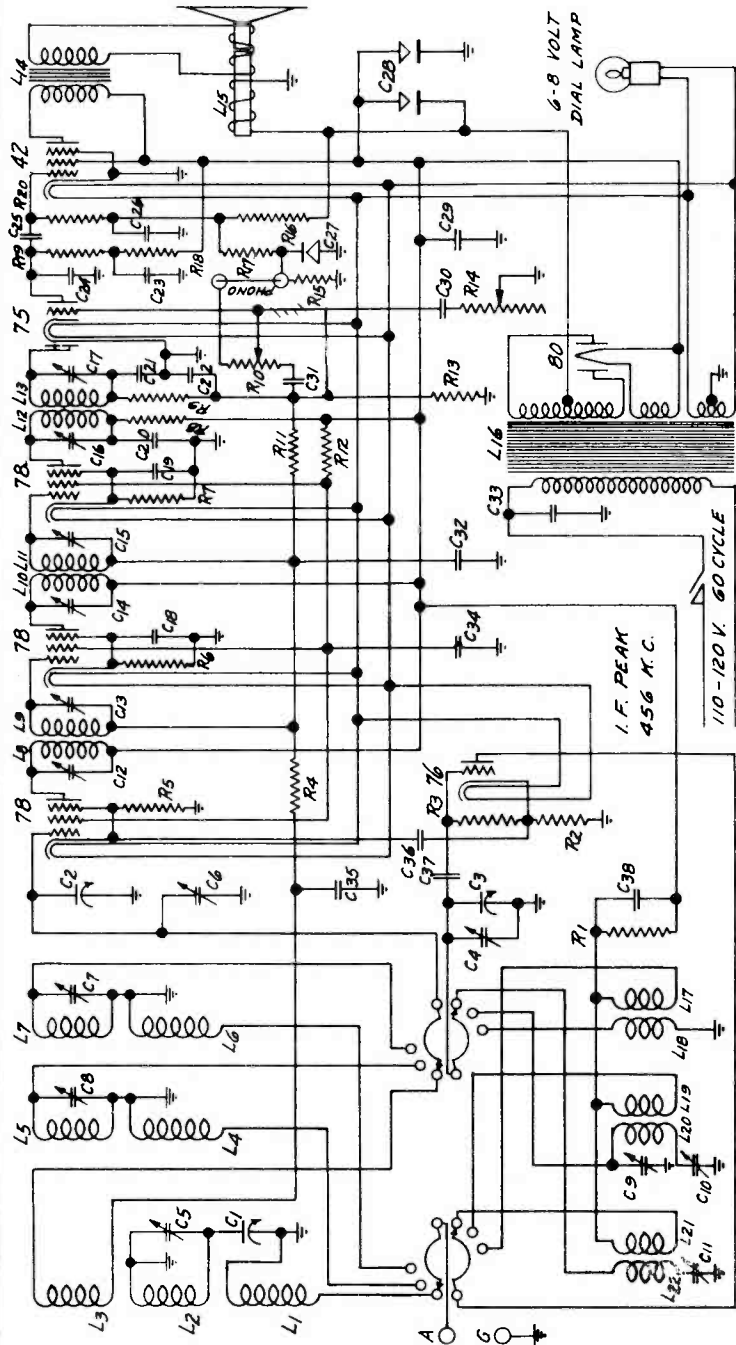 L14
L15
C28
6-8 VOLT
DIAL LAMP
42
R20
C25
C26
R19
R18
R17
R16
C27
C24
C23
PHONO
R15
C29
C30
R14
75
L13
C17
C21
C22
R10
C31
R13
80
L12
C16
R9
R8
R11
R12
L16
78
C20
C19
R7
C33
L11
C15
C32
L10
C14
78
C18
R6
C34
I.F. PEAK
456 K.C.
110-120 V. 60 CYCLE
L9
C13
L8
C12
78
R5
R4
76
R3
R2
C36
C37
C2
C6
C35
C3
C4
C38
R1
L7
C7
L6
L17
L18
L5
C8
L4
L19
L20
C9
C10
L3
C5
L2
C1
L1
L21
L22
C11
A
G